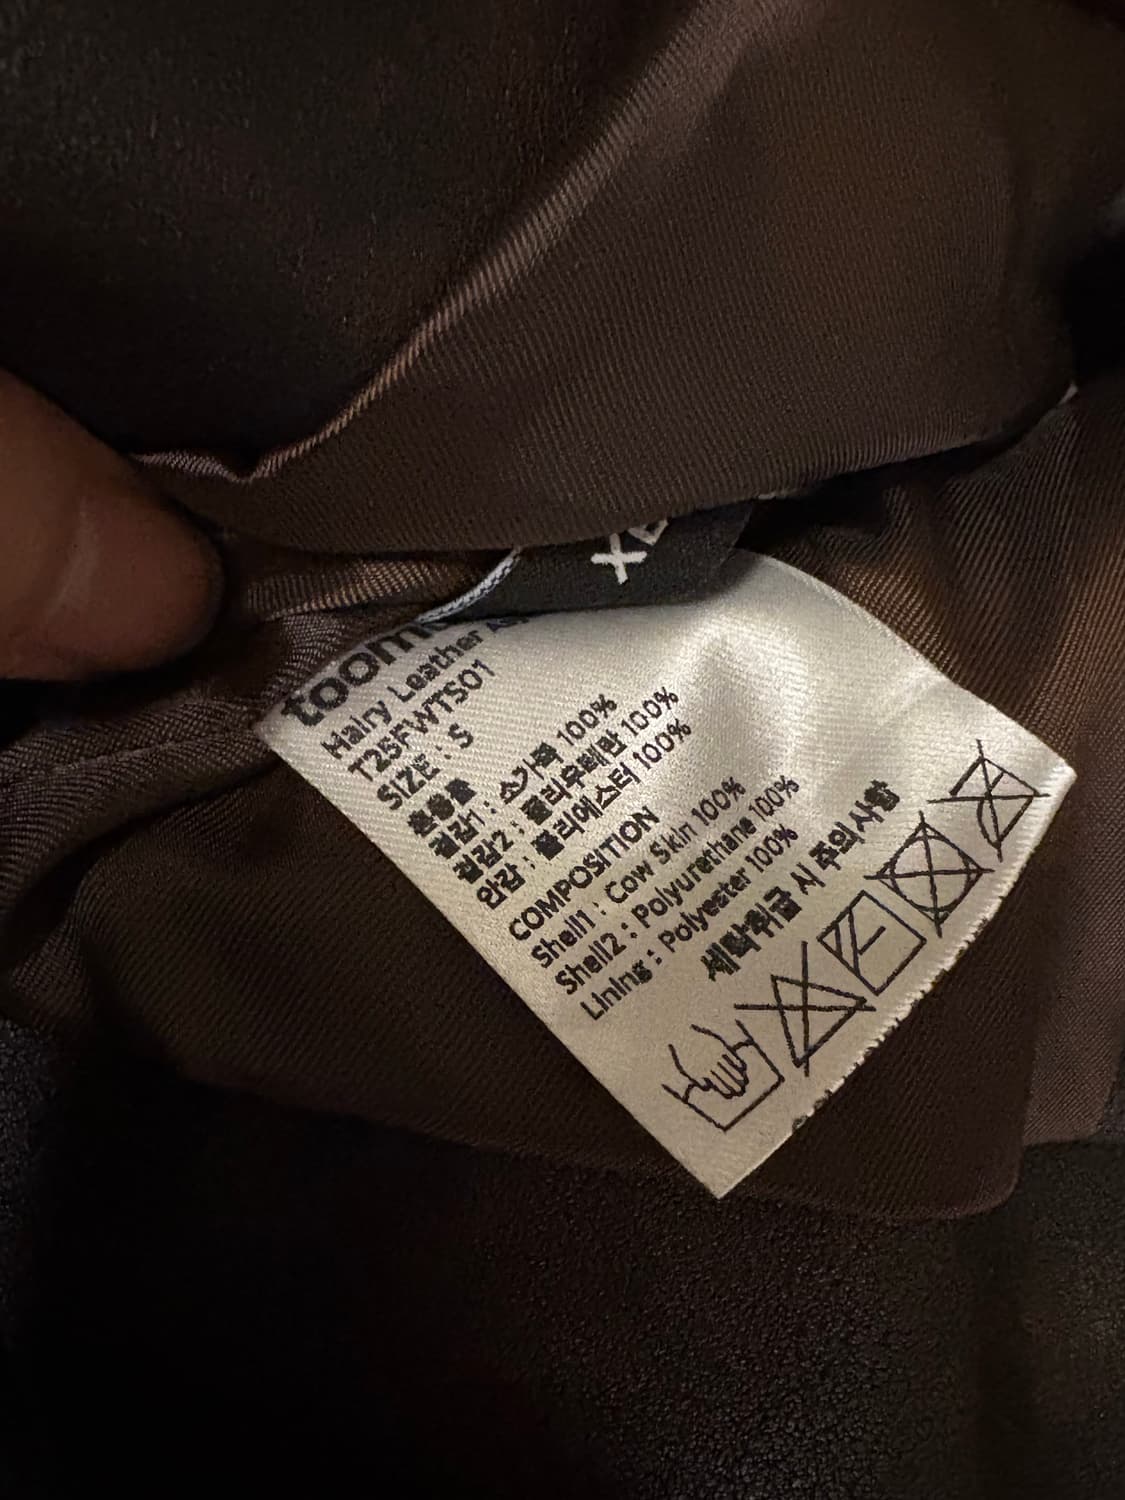 Hairy Leather
T25FWTS01
SIZE : S
혼용률
겉감1 : 소가죽 100%
겉감2 : 폴리우레탄 100%
안감 : 폴리에스터 100%
COMPOSITION
Shell1 : Cow Skin 100%
Shell2 : Polyurethane 100%
Lining : Polyester 100%
세탁취급 시 주의사항